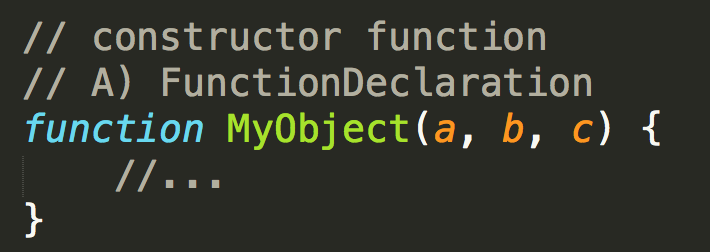 // constructor function
// A) FunctionDeclaration
function MyObject(a, b, c) {
    //...
}